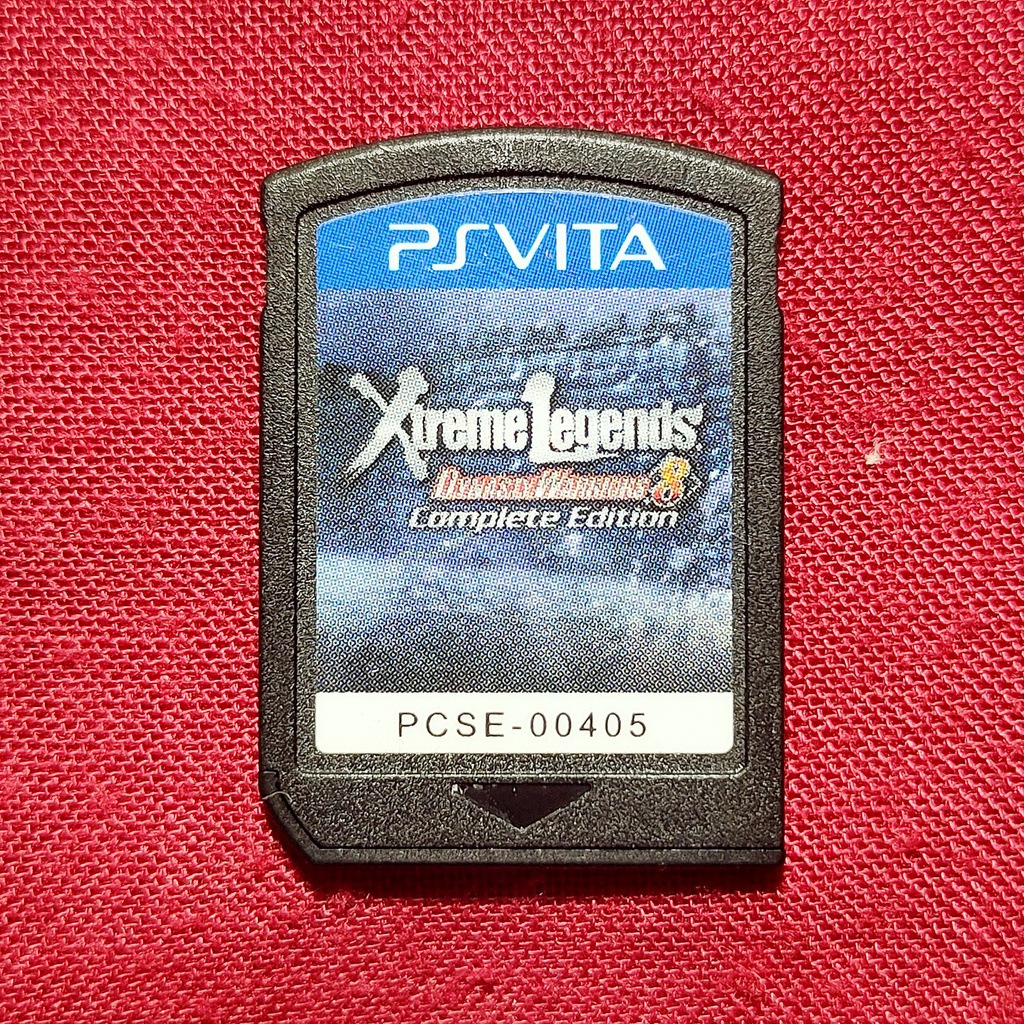 PSVITA
Xtreme Legends
Dynasty Warriors 8
Complete Edition
PCSE-00405